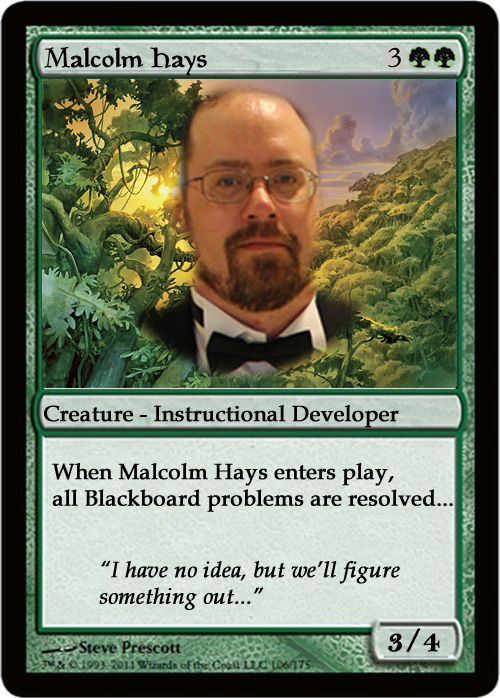 Malcolm Hays 3
Creature - Instructional Developer
When Malcolm Hays enters play,
all Blackboard problems are resolved...
“I have no idea, but we’ll figure
something out...”
3/4
Steve Prescott
™ & © 1993-2011 Wizards of the Coast LLC 106/175